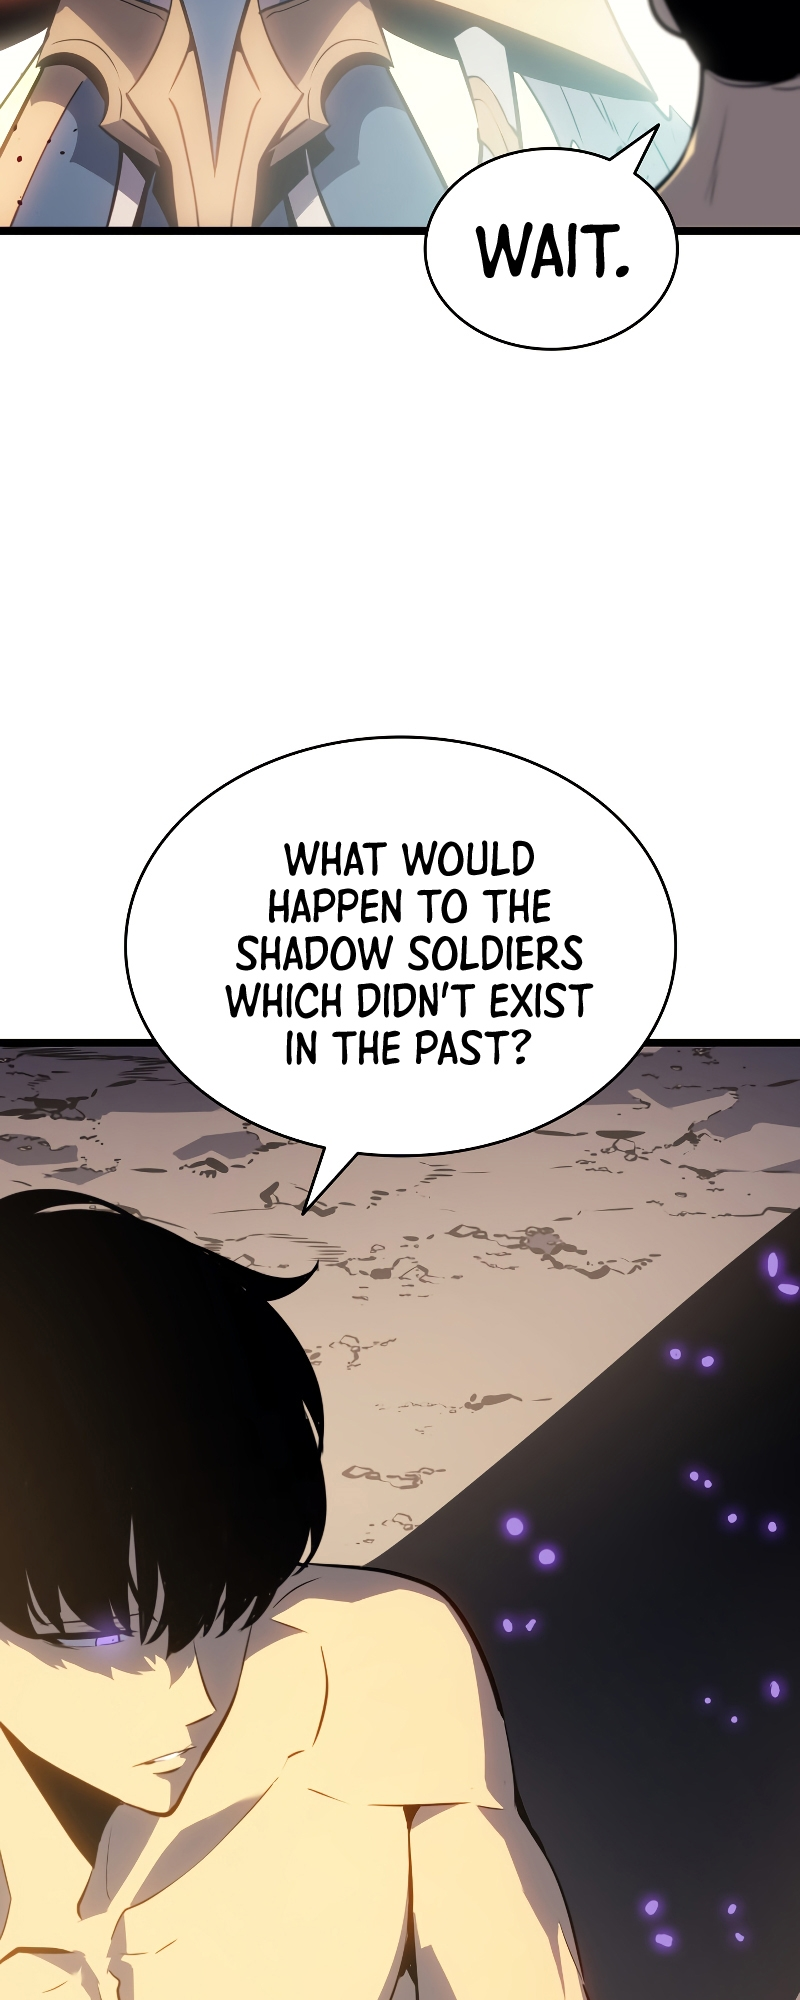 WAIT.
WHAT WOULD
HAPPEN TO THE
SHADOW SOLDIERS
WHICH DIDN'T EXIST
IN THE PAST?